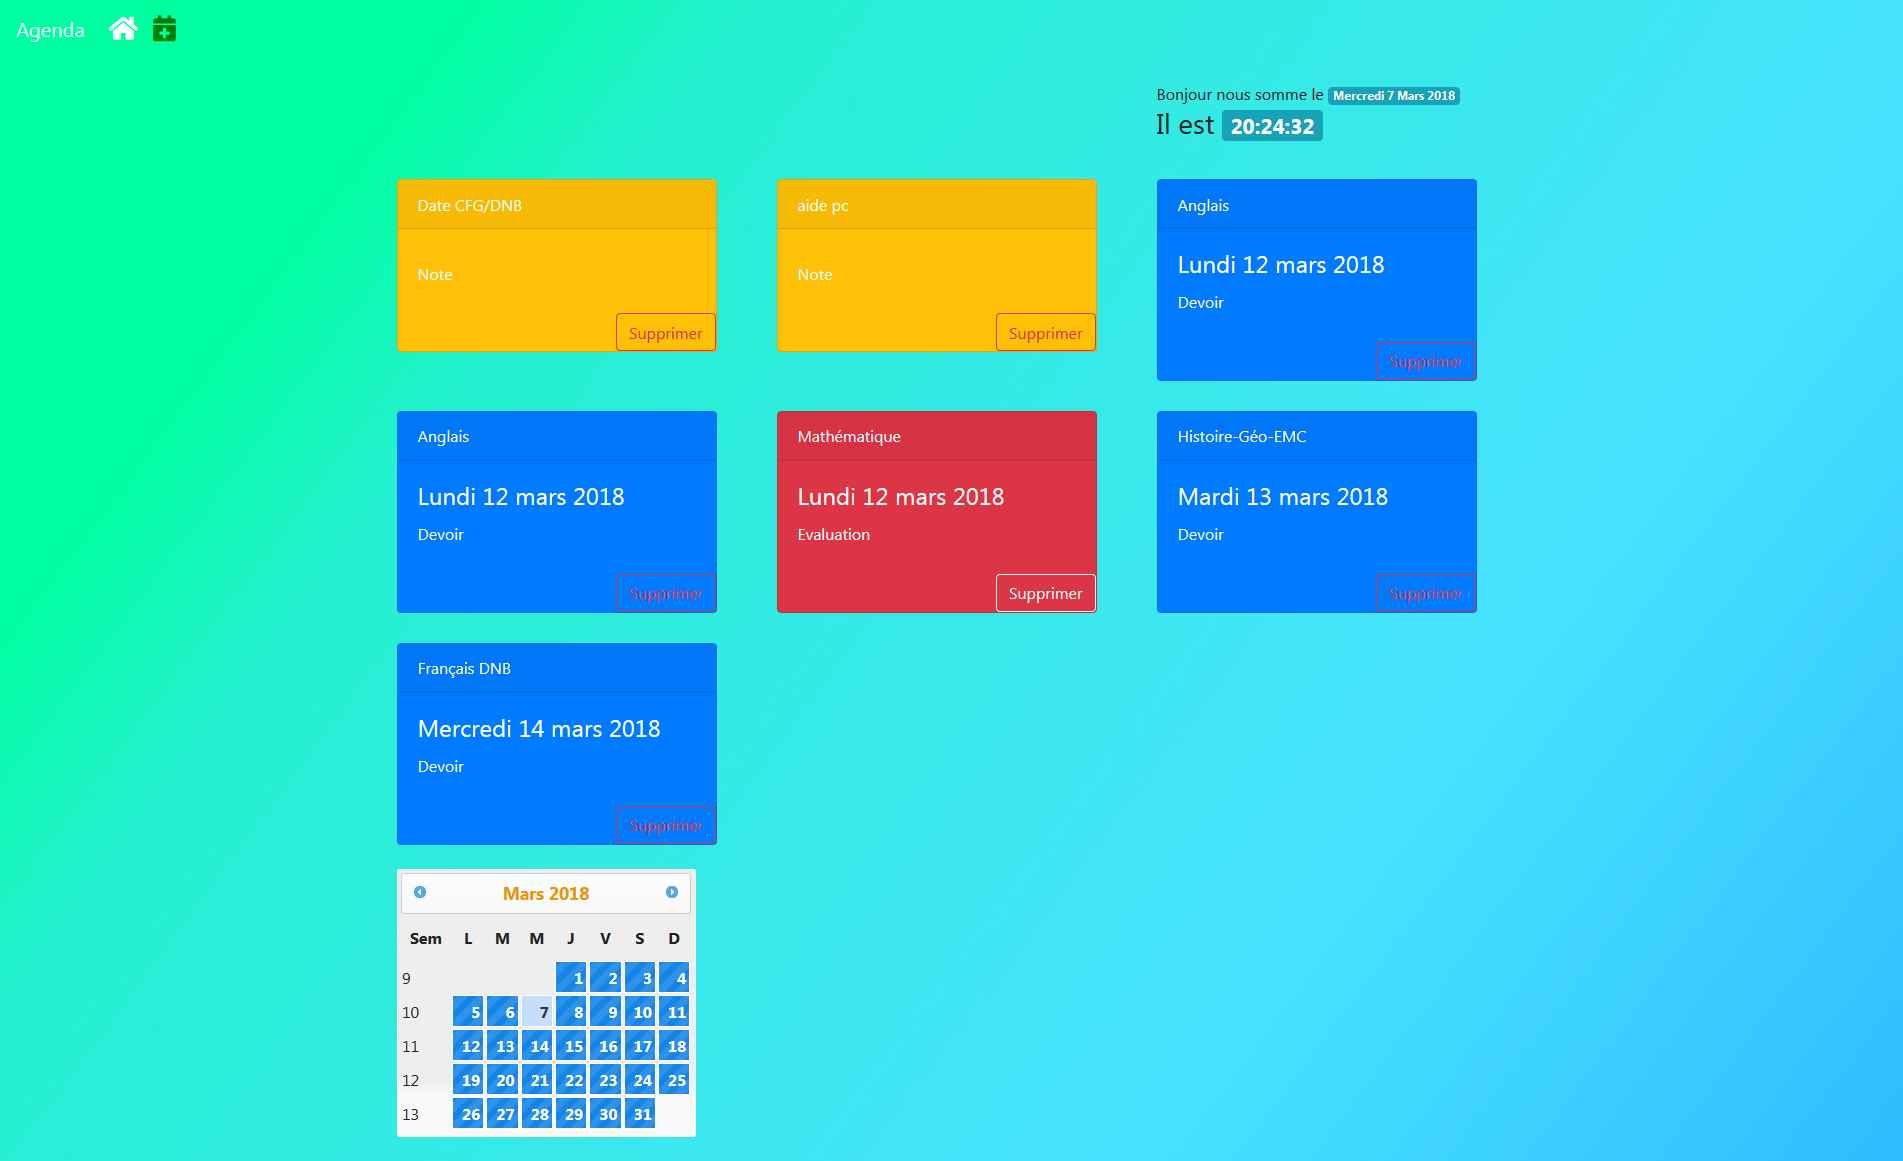 Agenda
Bonjour nous somme le Mercredi 7 Mars 2018
Il est 20:24:32
Date CFG/DNB
Note
Supprimer
aide pc
Note
Supprimer
Anglais
Lundi 12 mars 2018
Devoir
Supprimer
Anglais
Lundi 12 mars 2018
Devoir
Supprimer
Mathématique
Lundi 12 mars 2018
Evaluation
Supprimer
Histoire-Géo-EMC
Mardi 13 mars 2018
Devoir
Supprimer
Français DNB
Mercredi 14 mars 2018
Devoir
Supprimer
Mars 2018
Sem L M M J V S D
9 1 2 3 4
10 5 6 7 8 9 10 11
11 12 13 14 15 16 17 18
12 19 20 21 22 23 24 25
13 26 27 28 29 30 31